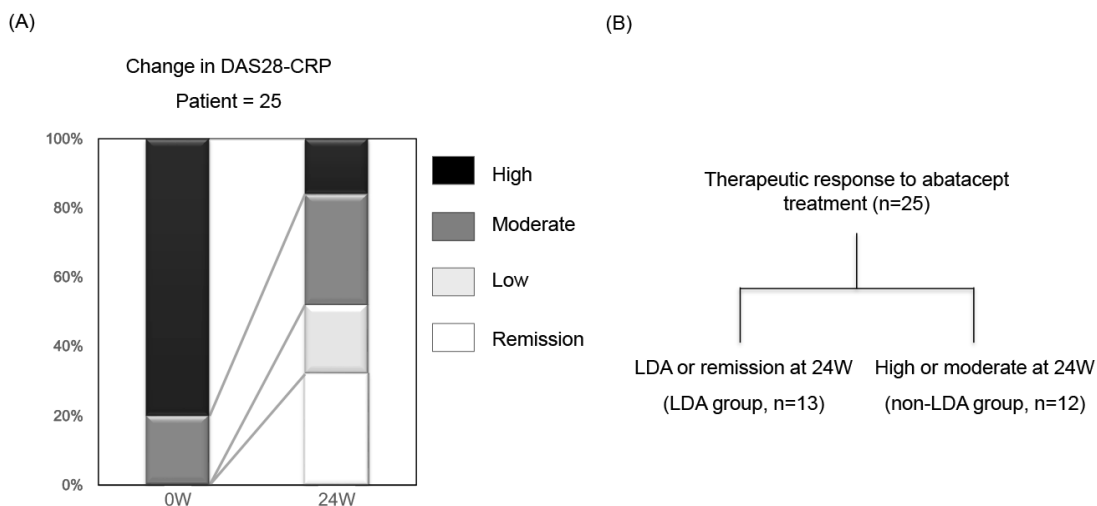 (A)
Change in DAS28-CRP
Patient = 25
100%
80%
60%
40%
20%
0%
0W
24W
High
Moderate
Low
Remission
(B)
Therapeutic response to abatacept
treatment (n=25)
LDA or remission at 24W
(LDA group, n=13)
High or moderate at 24W
(non-LDA group, n=12)